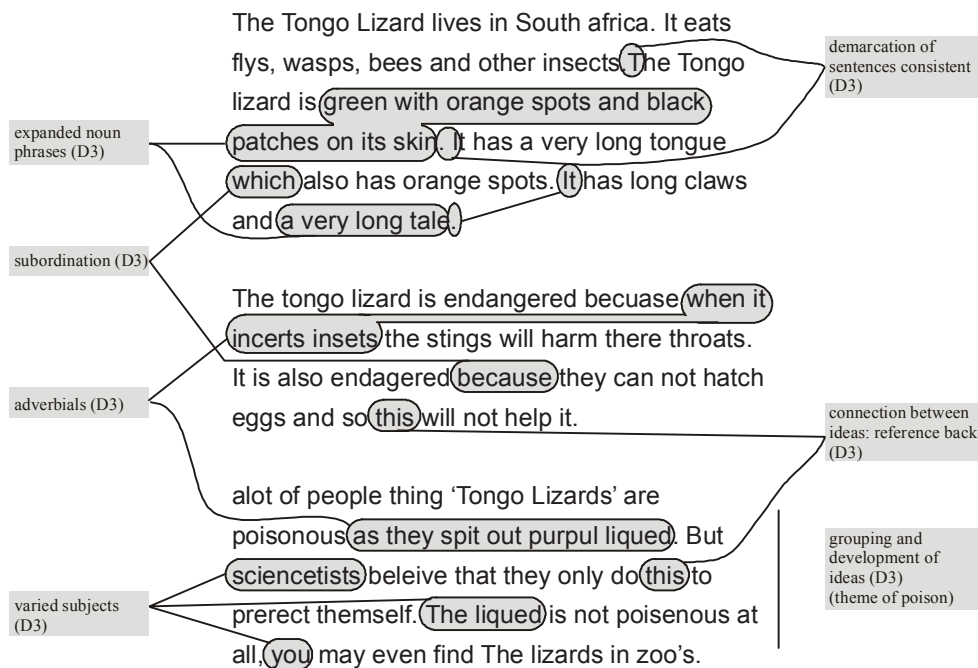 The Tongo Lizard lives in South africa. It eats
flys, wasps, bees and other insects. The Tongo
lizard is green with orange spots and black
patches on its skin. It has a very long tongue
which also has orange spots. It has long claws
and a very long tale.
The tongo lizard is endangered becuase when it
incerts insets the stings will harm there throats.
It is also endagered because they can not hatch
eggs and so this will not help it.
alot of people thing ‘Tongo Lizards’ are
poisonous as they spit out purpul liqued. But
sciencetists beleive that they only do this to
prerect themself. The liqued is not poisenous at
all, you may even find The lizards in zoo’s.
expanded noun
phrases (D3)
subordination (D3)
adverbials (D3)
varied subjects
(D3)
demarcation of
sentences consistent
(D3)
connection between
ideas: reference back
(D3)
grouping and
development of
ideas (D3)
(theme of poison)